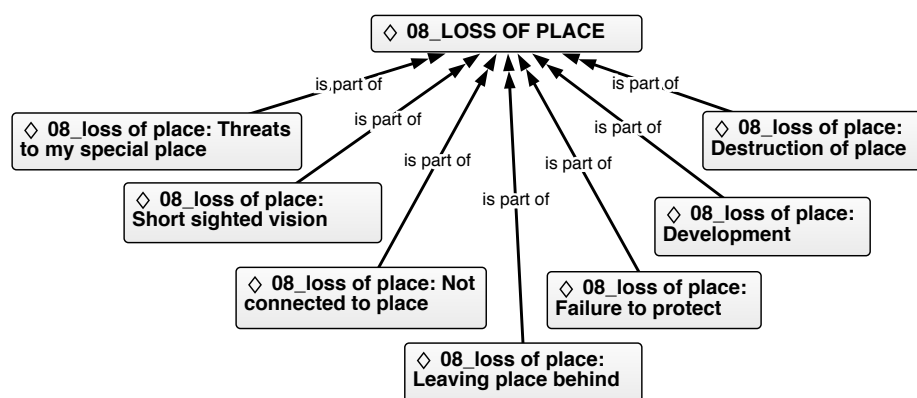 ◇ 08_LOSS OF PLACE
is part of
is part of
is part of
is part of
is part of
is part of
is part of
◇ 08_loss of place: Threats
to my special place
◇ 08_loss of place:
Destruction of place
◇ 08_loss of place:
Short sighted vision
◇ 08_loss of place:
Development
◇ 08_loss of place: Not
connected to place
◇ 08_loss of place:
Failure to protect
◇ 08_loss of place:
Leaving place behind